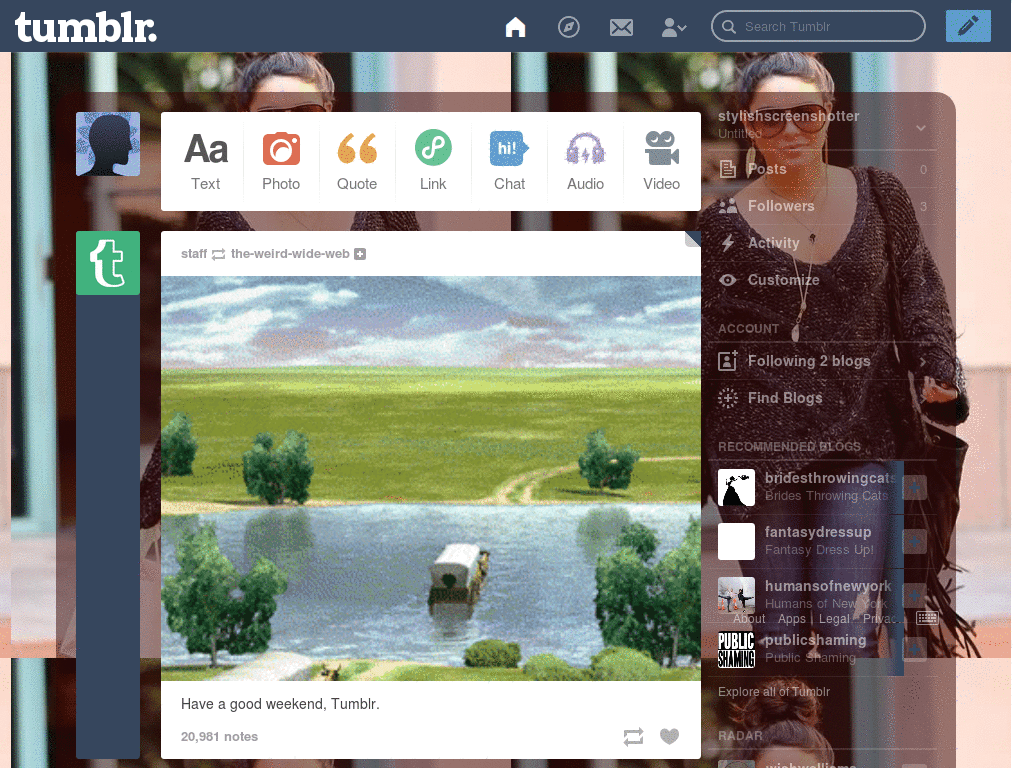 tumblr.
Search Tumblr
Aa
hi!
Text
Photo
Quote
Link
Chat
Audio
Video
staff the-weird-wide-web
Have a good weekend, Tumblr.
20,981 notes
stylishscreenshotter
Untitled
Posts 0
Followers 3
Activity
Customize
ACCOUNT
Following 2 blogs
Find Blogs
RECOMMENDED BLOGS
bridesthrowingcats
Brides Throwing Cats
fantasydressup
Fantasy Dress Up!
humansofnewyork
Humans of New York
About Apps Legal
PUBLIC
SHAMING
publicshaming
Public Shaming
Explore all of Tumblr
RADAR